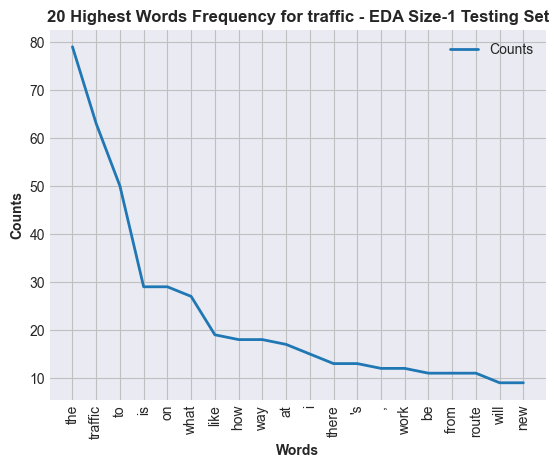 20 Highest Words Frequency for traffic - EDA Size-1 Testing Set
Counts
80
70
60
50
40
30
20
10
Counts
the
traffic
to
is
on
what
like
how
way
at
i
there
's
,
work
be
from
route
will
new
Words